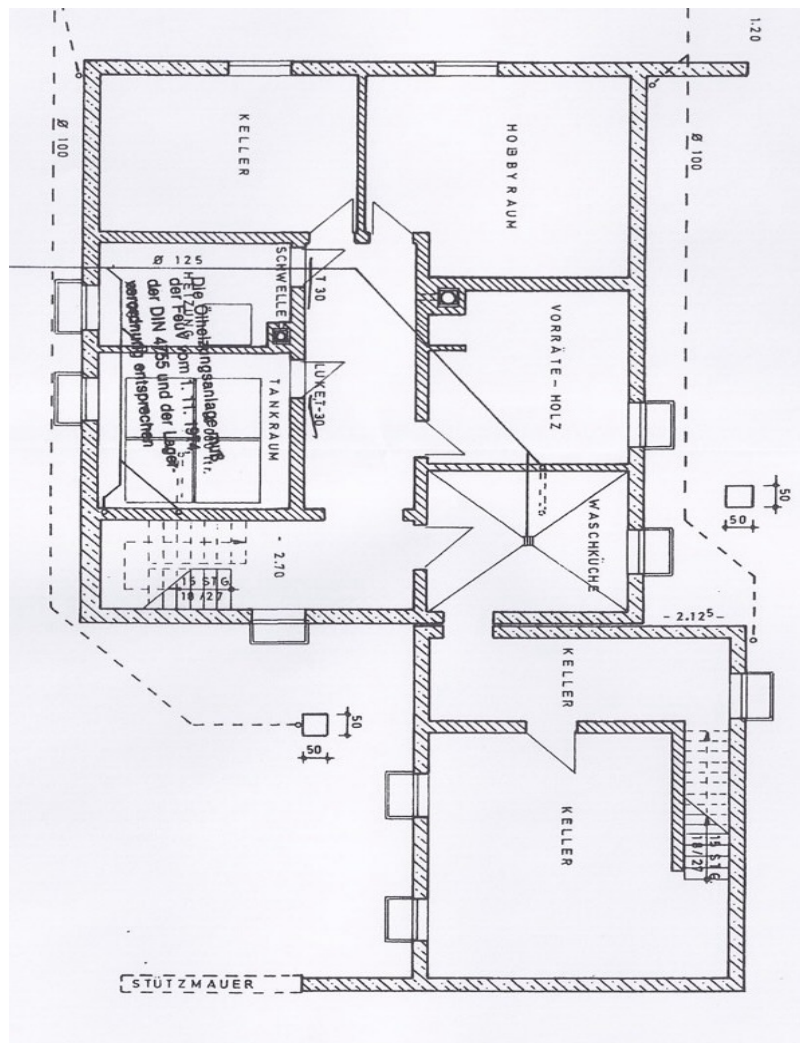 1.20
Ø 100
Ø 100
KELLER
HOBBYRAUM
Ø 125
SCHWELLE
T 30
HEIZUNG
Die Ölheizungsanlage muß
der FeuV vom 1. 11.
der DIN 4755 und der Lager-
verordnung entsprechen
VORRÄTE - HOLZ
LUKE T-30
TANKRAUM
50
50
WASCHKÜCHE
- 2.70
15 STG
18/27
- 2.12⁵ -
KELLER
50
50
KELLER
15 STG
18/27
STÜTZMAUER